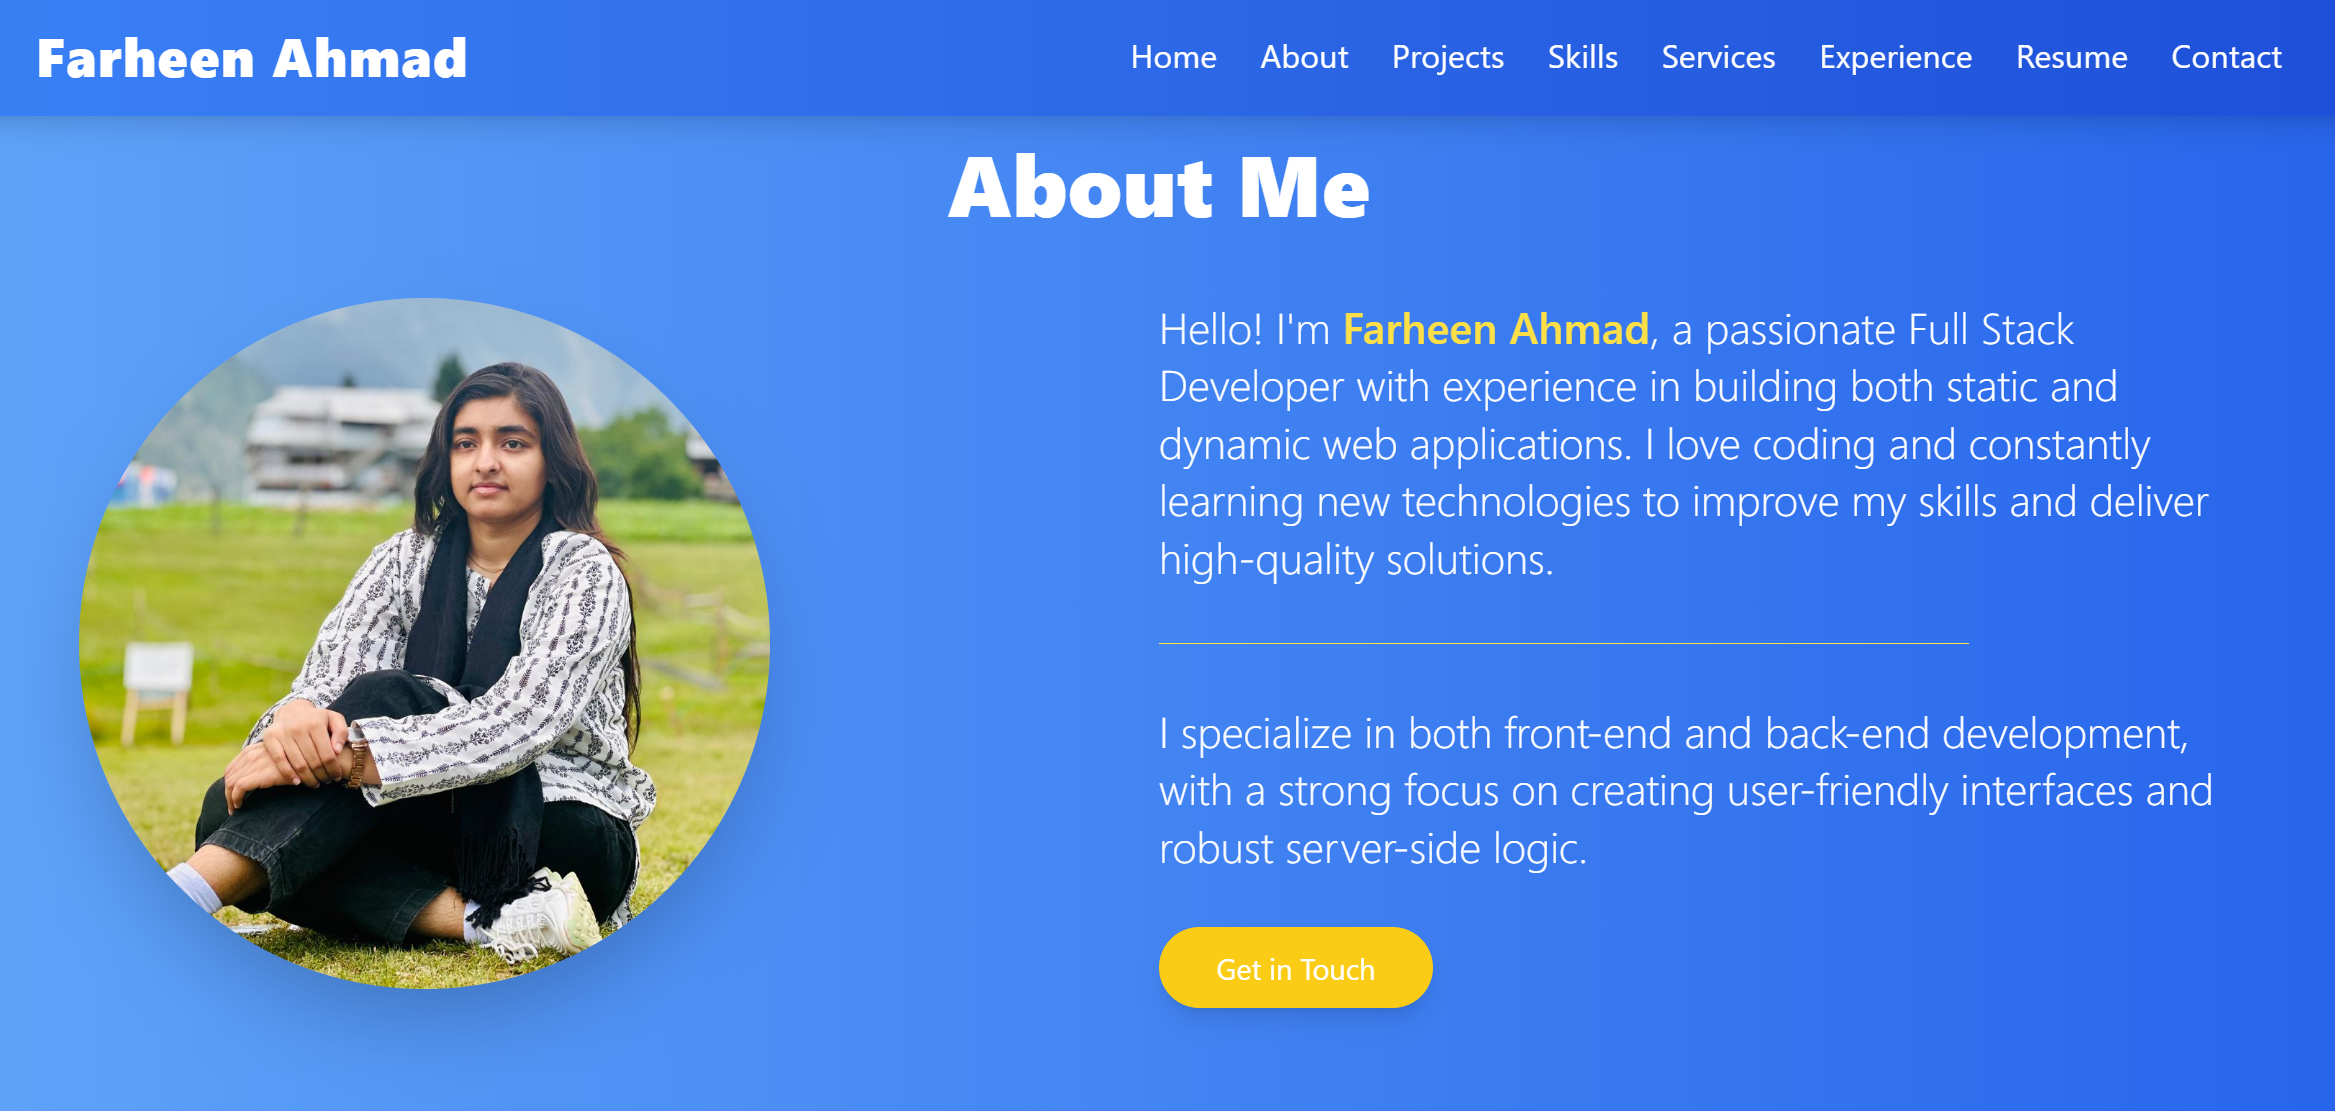 Farheen Ahmad
Home About Projects Skills Services Experience Resume Contact
About Me
Hello! I'm Farheen Ahmad, a passionate Full Stack
Developer with experience in building both static and
dynamic web applications. I love coding and constantly
learning new technologies to improve my skills and deliver
high-quality solutions.
I specialize in both front-end and back-end development,
with a strong focus on creating user-friendly interfaces and
robust server-side logic.
Get in Touch